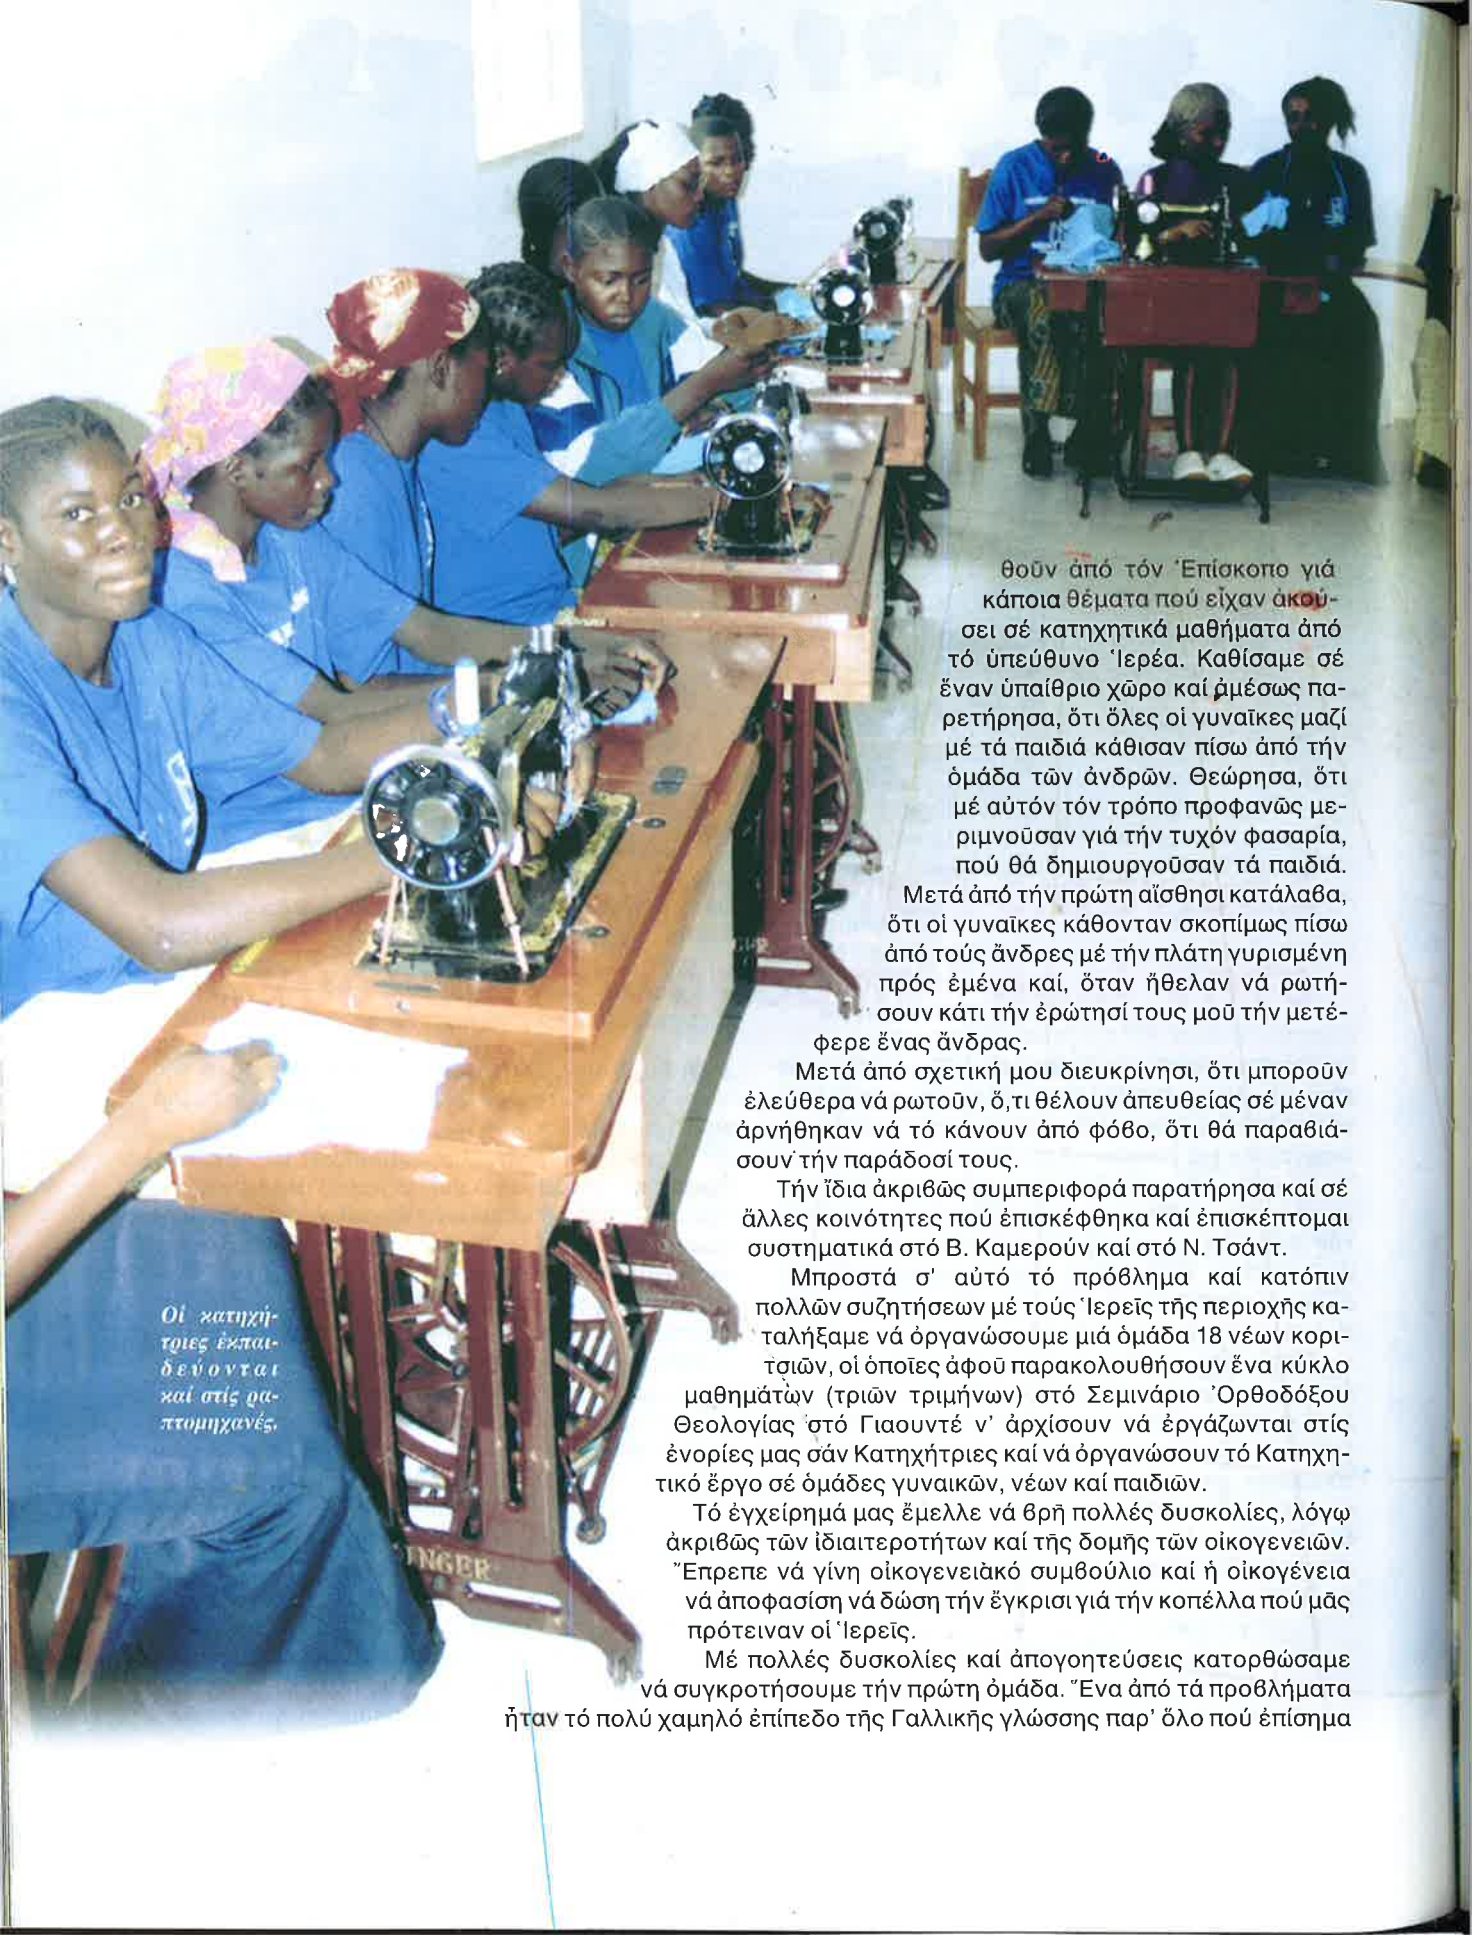 θοῦν ἀπό τόν Ἐπίσκοπο γιά
κάποια θέματα πού εἶχαν ἀκού-
σει σέ κατηχητικά μαθήματα ἀπό
τό ὑπεύθυνο Ἱερέα. Καθίσαμε σέ
ἕναν ὑπαίθριο χῶρο καί ἀμέσως πα-
ρετήρησα, ὅτι ὅλες οἱ γυναῖκες μαζί
μέ τά παιδιά κάθισαν πίσω ἀπό τήν
ὁμάδα τῶν ἀνδρῶν. Θεώρησα, ὅτι
μέ αὐτόν τόν τρόπο προφανῶς με-
ριμνοῦσαν γιά τήν τυχόν φασαρία,
πού θά δημιουργοῦσαν τά παιδιά.
Μετά ἀπό τήν πρώτη αἴσθησι κατάλαβα,
ὅτι οἱ γυναῖκες κάθονταν σκοπίμως πίσω
ἀπό τούς ἄνδρες μέ τήν πλάτη γυρισμένη
πρός ἐμένα καί, ὅταν ἤθελαν νά ρωτή-
σουν κάτι τήν ἐρώτησί τους μοῦ τήν μετέ-
φερε ἕνας ἄνδρας.
Μετά ἀπό σχετική μου διευκρίνησι, ὅτι μποροῦν
ἐλεύθερα νά ρωτοῦν, ὅ,τι θέλουν ἀπευθείας σέ μέναν
ἀρνήθηκαν νά τό κάνουν ἀπό φόβο, ὅτι θά παραβιά-
σουν τήν παράδοσί τους.
Τήν ἴδια ἀκριβῶς συμπεριφορά παρατήρησα καί σέ
ἄλλες κοινότητες πού ἐπισκέφθηκα καί ἐπισκέπτομαι
συστηματικά στό Β. Καμερούν καί στό Ν. Τσάντ.
Μπροστά σ' αὐτό τό πρόβλημα καί κατόπιν
πολλῶν συζητήσεων μέ τούς Ἱερεῖς τῆς περιοχῆς κα-
ταλήξαμε νά ὀργανώσουμε μιά ὁμάδα 18 νέων κορι-
τσιῶν, οἱ ὁποῖες ἀφοῦ παρακολουθήσουν ἕνα κύκλο
μαθημάτων (τριῶν τριμήνων) στό Σεμινάριο Ὀρθοδόξου
Θεολογίας στό Γιαουντέ ν' ἀρχίσουν νά ἐργάζωνται στίς
ἐνορίες μας σάν Κατηχήτριες καί νά ὀργανώσουν τό Κατηχη-
τικό ἔργο σέ ὁμάδες γυναικῶν, νέων καί παιδιῶν.
Τό ἐγχείρημά μας ἔμελλε νά βρῆ πολλές δυσκολίες, λόγῳ
ἀκριβῶς τῶν ἰδιαιτεροτήτων καί τῆς δομῆς τῶν οἰκογενειῶν.
Ἔπρεπε νά γίνη οἰκογενειακό συμβούλιο καί ἡ οἰκογένεια
νά ἀποφασίση νά δώση τήν ἔγκρισι γιά τήν κοπέλλα πού μᾶς
πρότειναν οἱ Ἱερεῖς.
Μέ πολλές δυσκολίες καί ἀπογοητεύσεις κατορθώσαμε
νά συγκροτήσουμε τήν πρώτη ὁμάδα. Ἕνα ἀπό τά προβλήματα
ἦταν τό πολύ χαμηλό ἐπίπεδο τῆς Γαλλικῆς γλώσσης παρ' ὅλο πού ἐπίσημα
Οἱ κατηχή-
τριες ἐκπαι-
δεύονται
καί στίς ρα-
πτομηχανές.
SINGER